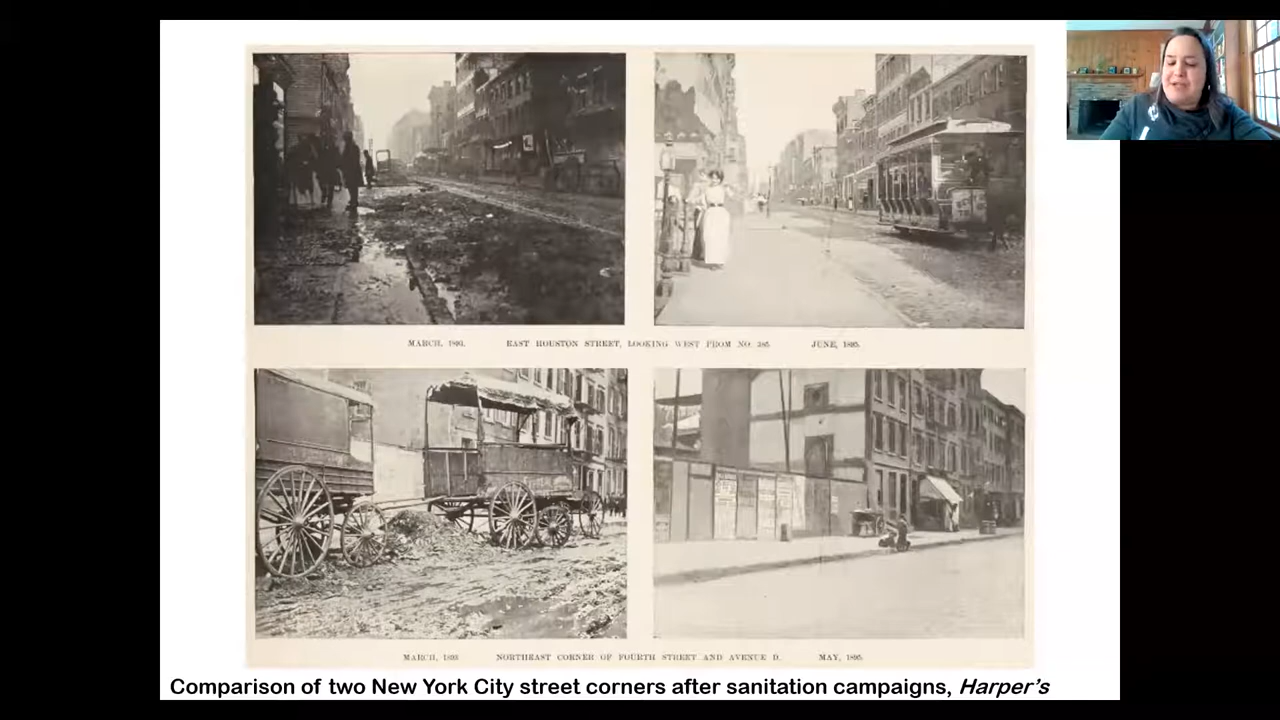 MARCH, 1893. EAST HOUSTON STREET, LOOKING WEST FROM NO. JUNE, 1895.
MARCH, 1893 NORTHEAST CORNER OF FOURTH STREET AND AVENUE D. MAY, 1895.
Comparison of two New York City street corners after sanitation campaigns, Harper's